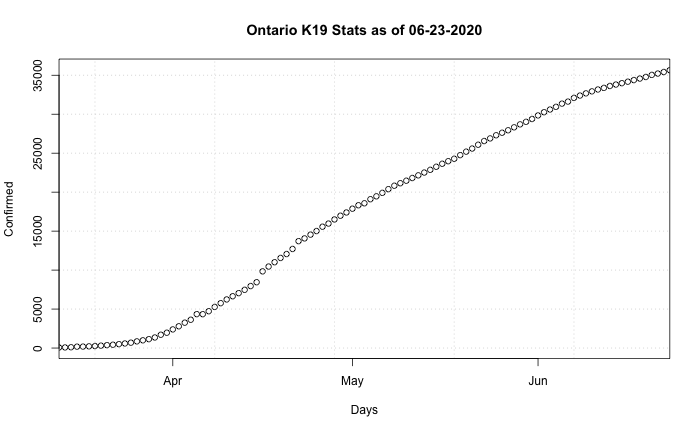 Ontario K19 Stats as of 06-23-2020
Confirmed
35000
25000
15000
5000
0
Apr May Jun
Days